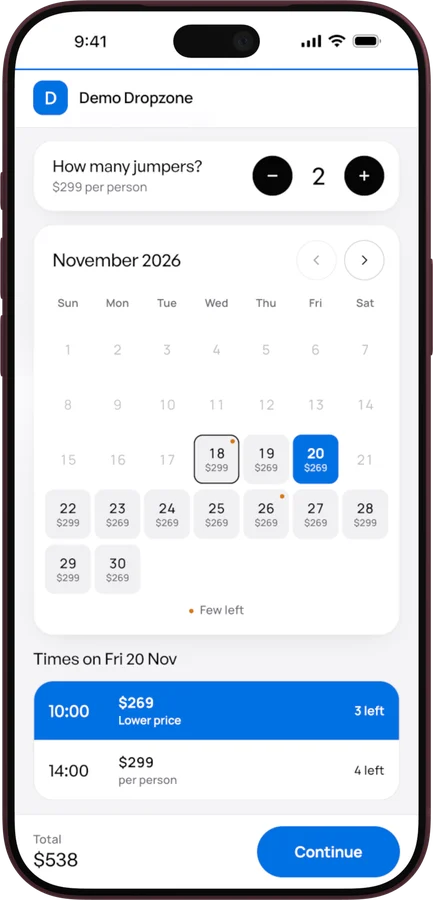 9:41
D Demo Dropzone
How many jumpers?
$299 per person
− 2 +
November 2026
Sun Mon Tue Wed Thu Fri Sat
1 2 3 4 5 6 7
8 9 10 11 12 13 14
15 16 17 18 19 20 21
$299 $269 $269
22 23 24 25 26 27 28
$299 $269 $269 $269 $269 $269 $299
29 30
$299 $269
Few left
Times on Fri 20 Nov
10:00 $269 3 left
Lower price
14:00 $299 4 left
per person
Total
$538
Continue